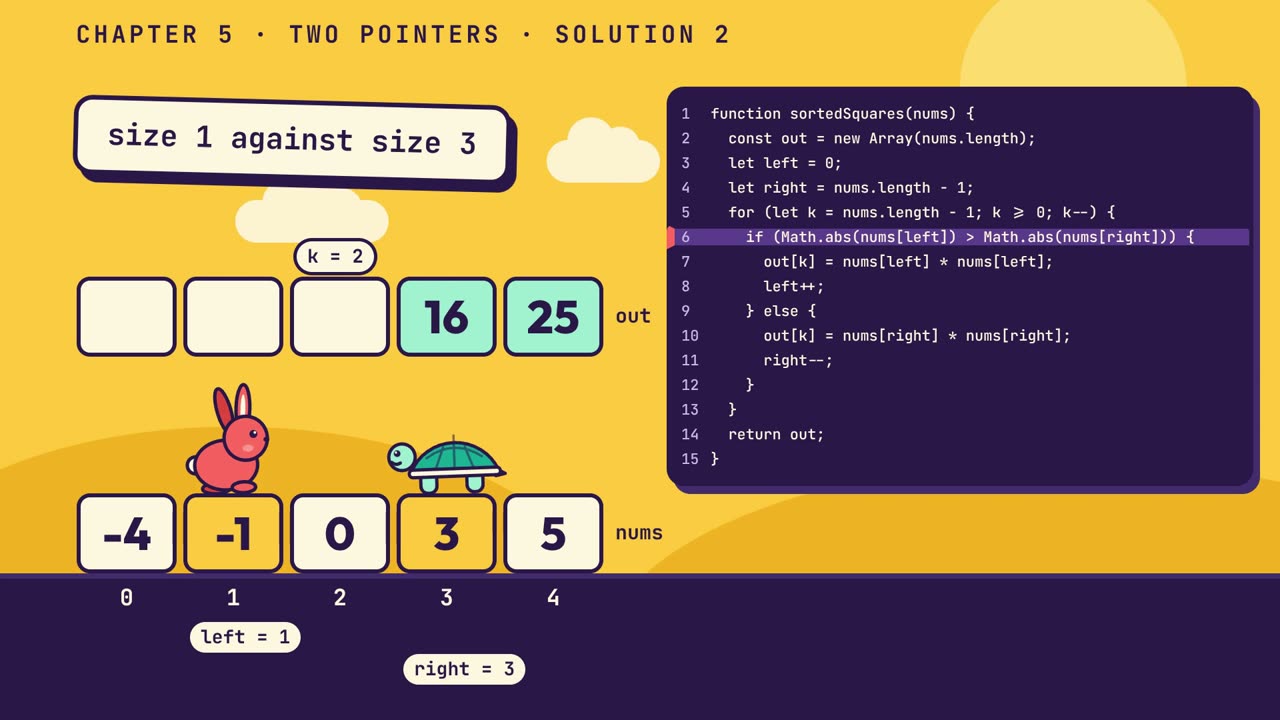 CHAPTER 5 · TWO POINTERS · SOLUTION 2
size 1 against size 3
k = 2
16 25 out
-4 -1 0 3 5 nums
0 1 2 3 4
left = 1
right = 3
1 function sortedSquares(nums) {
2 const out = new Array(nums.length);
3 let left = 0;
4 let right = nums.length - 1;
5 for (let k = nums.length - 1; k >= 0; k--) {
6 if (Math.abs(nums[left]) > Math.abs(nums[right])) {
7 out[k] = nums[left] * nums[left];
8 left++;
9 } else {
10 out[k] = nums[right] * nums[right];
11 right--;
12 }
13 }
14 return out;
15 }